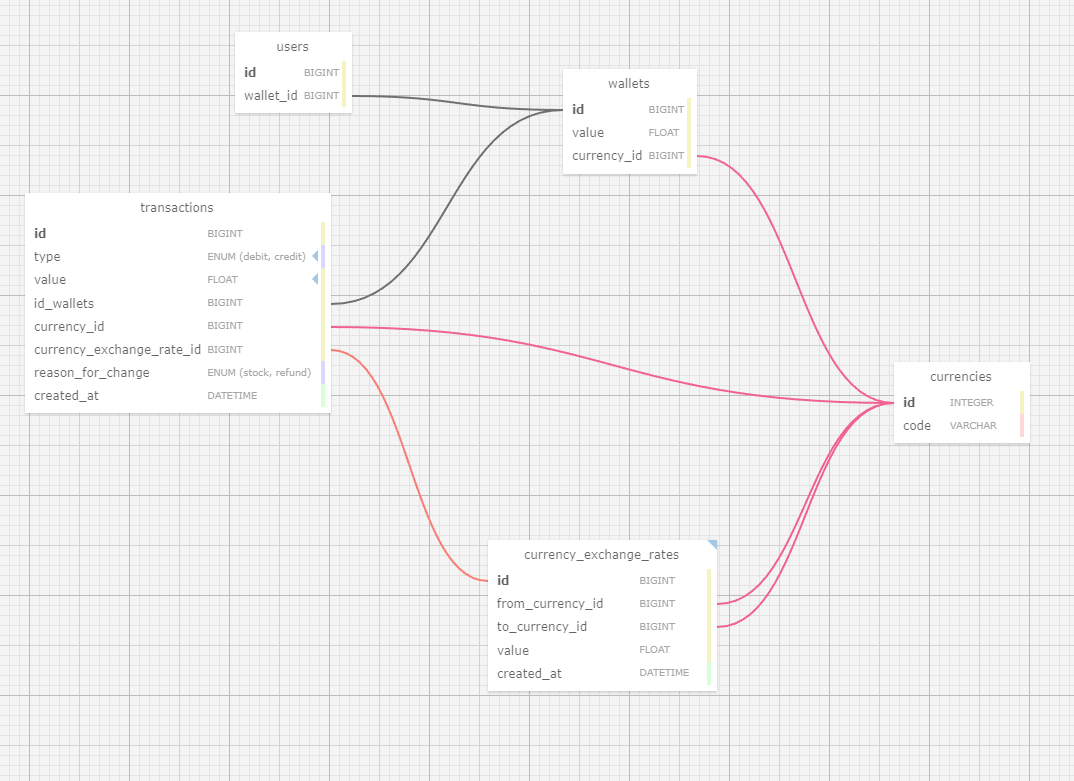 users
id BIGINT
wallet_id BIGINT
wallets
id BIGINT
value FLOAT
currency_id BIGINT
transactions
id BIGINT
type ENUM (debit, credit)
value FLOAT
id_wallets BIGINT
currency_id BIGINT
currency_exchange_rate_id BIGINT
reason_for_change ENUM (stock, refund)
created_at DATETIME
currencies
id INTEGER
code VARCHAR
currency_exchange_rates
id BIGINT
from_currency_id BIGINT
to_currency_id BIGINT
value FLOAT
created_at DATETIME